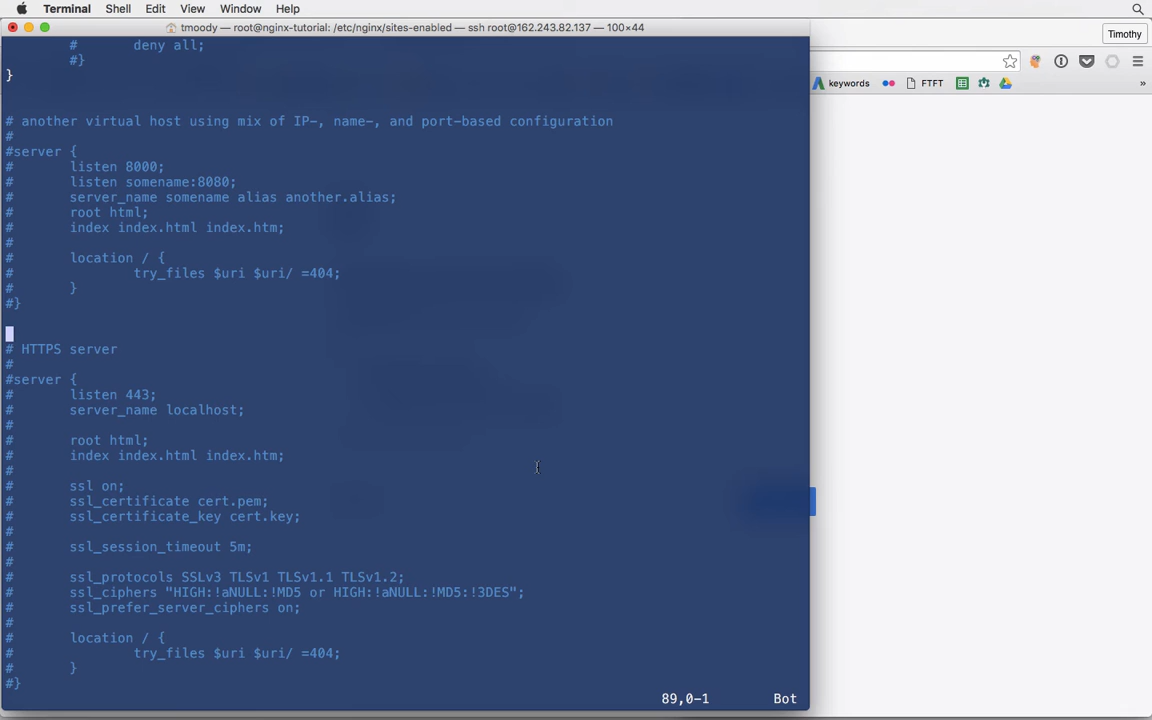 Terminal Shell Edit View Window Help
tmoody — root@nginx-tutorial: /etc/nginx/sites-enabled — ssh root@162.243.82.137 — 100×44
Timothy
keywords FTFT »
# deny all;
#}
}
# another virtual host using mix of IP-, name-, and port-based configuration
#
#server {
# listen 8000;
# listen somename:8080;
# server_name somename alias another.alias;
# root html;
# index index.html index.htm;
#
# location / {
# try_files $uri $uri/ =404;
# }
#}
# HTTPS server
#
#server {
# listen 443;
# server_name localhost;
#
# root html;
# index index.html index.htm;
#
# ssl on;
# ssl_certificate cert.pem;
# ssl_certificate_key cert.key;
#
# ssl_session_timeout 5m;
#
# ssl_protocols SSLv3 TLSv1 TLSv1.1 TLSv1.2;
# ssl_ciphers "HIGH:!aNULL:!MD5 or HIGH:!aNULL:!MD5:!3DES";
# ssl_prefer_server_ciphers on;
#
# location / {
# try_files $uri $uri/ =404;
# }
#}
89,0-1 Bot